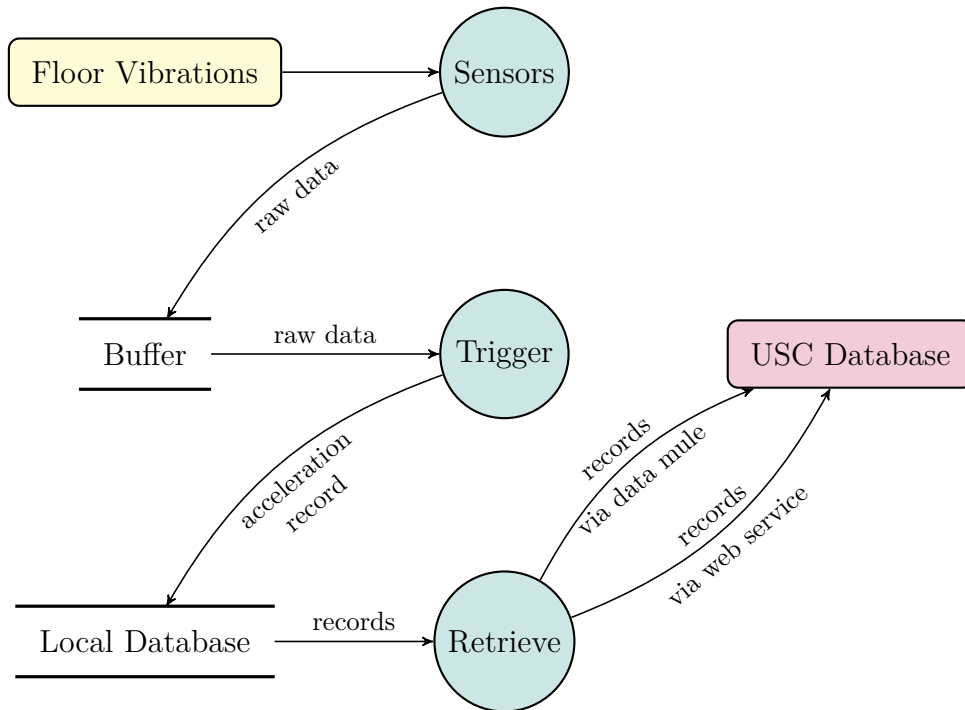 Floor Vibrations
Sensors
raw data
Buffer
raw data
Trigger
USC Database
acceleration
record
records
via data mule
records
via web service
Local Database
records
Retrieve